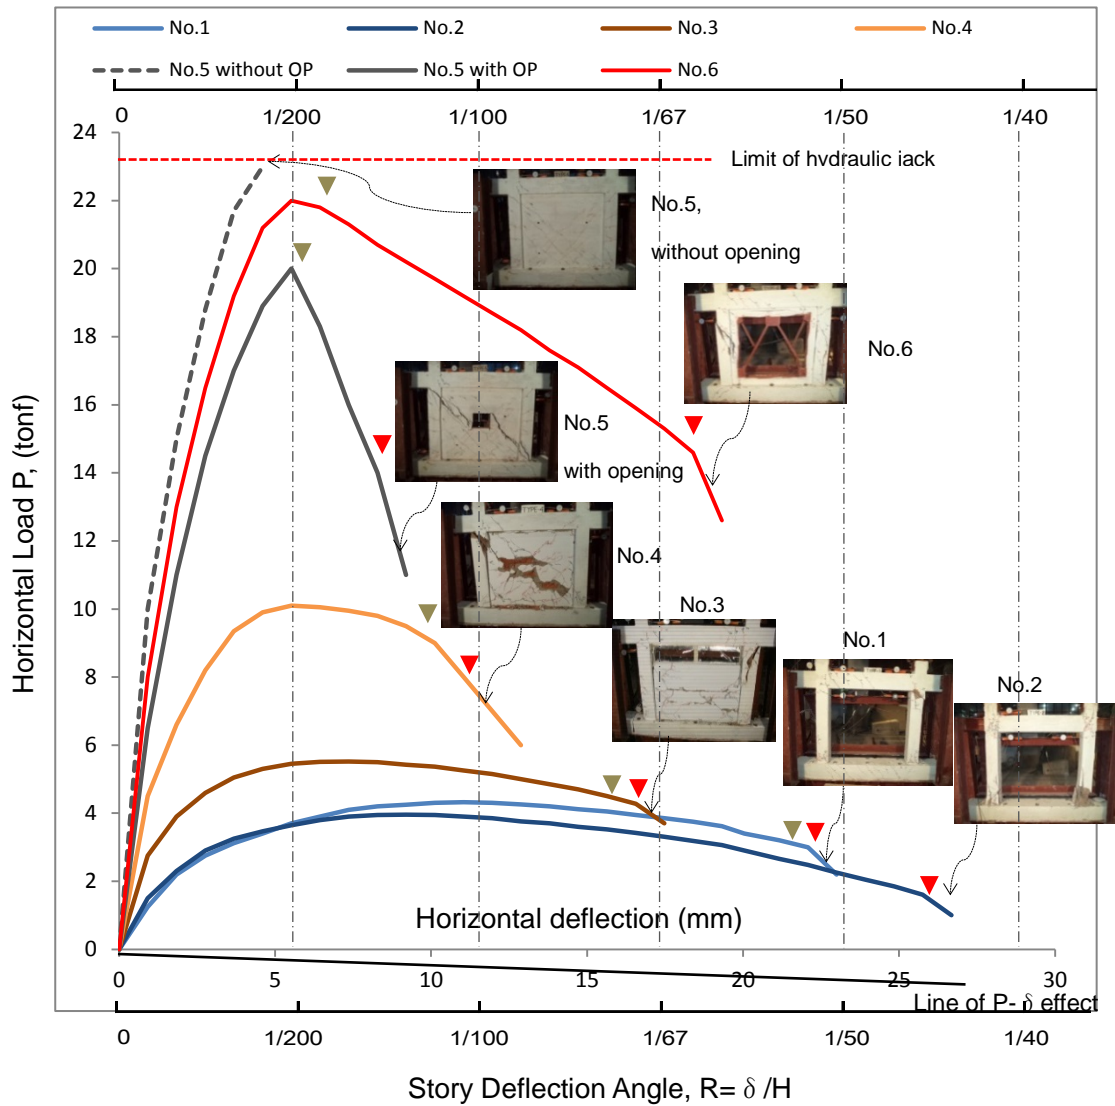 No.1 No.2 No.3 No.4
No.5 without OP No.5 with OP No.6
0 1/200 1/100 1/67 1/50 1/40
24
Limit of hvdraulic iack
22
No.5,
without opening
20
18
No.6
16
No.5
with opening
14
12
No.4
10
No.3
No.1
8
No.2
6
4
2
Horizontal deflection (mm)
0
0 5 10 15 20 25 30
Line of P- δ effect
0 1/200 1/100 1/67 1/50 1/40
Story Deflection Angle, R= δ /H
Horizontal Load P, (tonf)